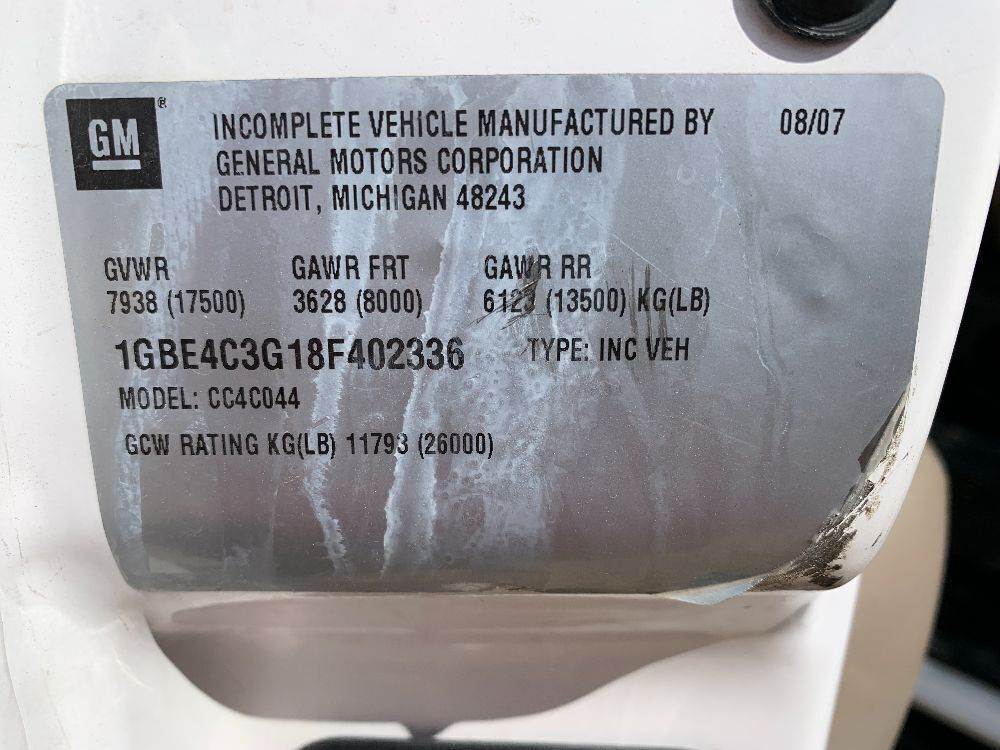 GM®
INCOMPLETE VEHICLE MANUFACTURED BY 08/07
GENERAL MOTORS CORPORATION
DETROIT, MICHIGAN 48243
GVWR GAWR FRT GAWR RR
7938 (17500) 3628 (8000) 6123 (13500) KG(LB)
1GBE4C3G18F402336 TYPE: INC VEH
MODEL: CC4C044
GCW RATING KG(LB) 11793 (26000)